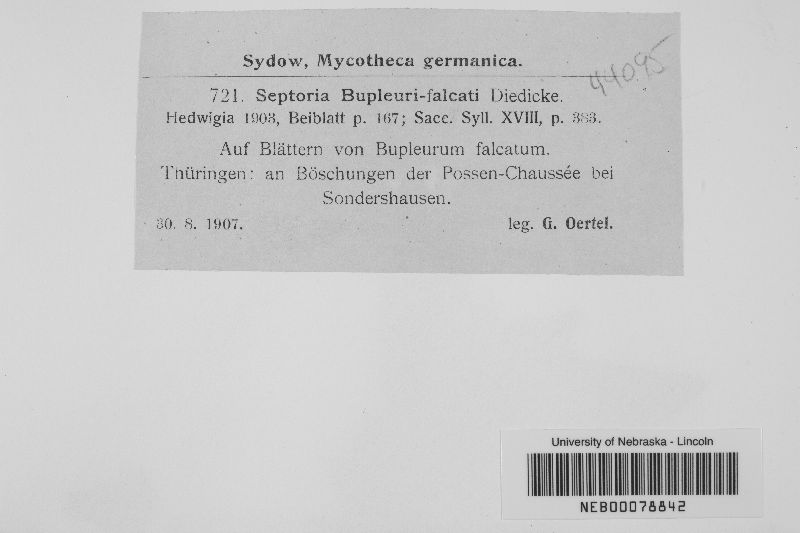 Sydow, Mycotheca germanica.
44095
721. Septoria Bupleuri-falcati Diedicke.
Hedwigia 1903, Beiblatt p. 167; Sacc. Syll. XVIII, p. 383.
Auf Blättern von Bupleurum falcatum.
Thüringen: an Böschungen der Possen-Chaussée bei
Sondershausen.
30. 8. 1907. leg. G. Oertel.
University of Nebraska - Lincoln
NEB00078842